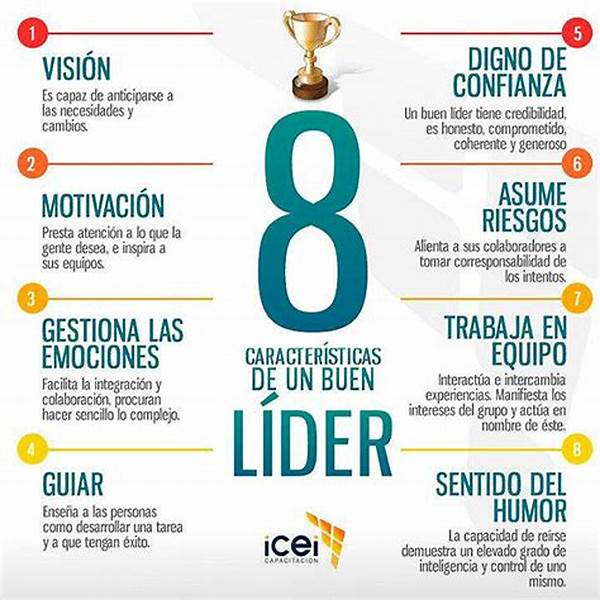 1
VISIÓN
Es capaz de anticiparse a
las necesidades y
cambios.
2
MOTIVACIÓN
Presta atención a lo que la
gente desea, e inspira a
sus equipos.
3
GESTIONA LAS
EMOCIONES
Facilita la integración y
colaboración, procuran
hacer sencillo lo complejo.
4
GUIAR
Enseña a las personas
como desarrollar una tarea
y a que tengan éxito.
8
CARACTERÍSTICAS
DE UN BUEN
LÍDER
icei
CAPACITACIÓN
5
DIGNO DE
CONFIANZA
Un buen líder tiene credibilidad,
es honesto, comprometido,
coherente y generoso
6
ASUME
RIESGOS
Alienta a sus colaboradores a
tomar corresponsabilidad de
los intentos.
7
TRABAJA EN
EQUIPO
Interactúa e intercambia
experiencias. Manifiesta los
intereses del grupo y actúa en
nombre de éste.
8
SENTIDO DEL
HUMOR
La capacidad de reírse
demuestra un elevado grado de
inteligencia y control de uno
mismo.